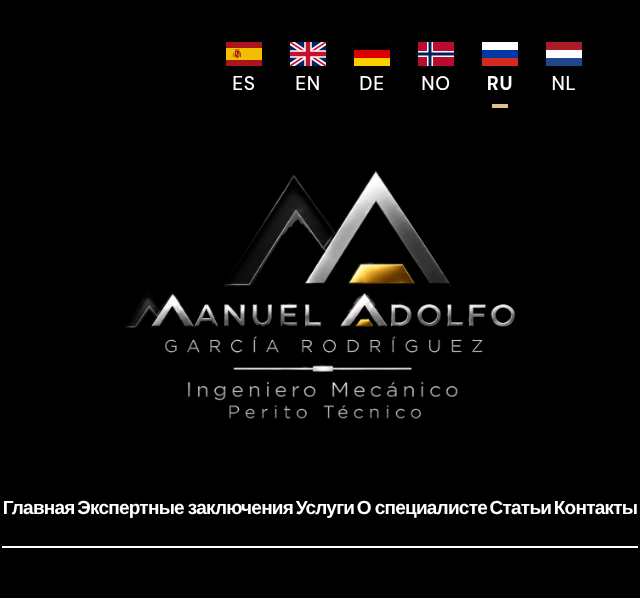 ES EN DE NO RU NL
MANUEL ADOLFO
GARCÍA RODRÍGUEZ
Ingeniero Mecánico
Perito Técnico
Главная Экспертные заключения Услуги О специалисте Статьи Контакты